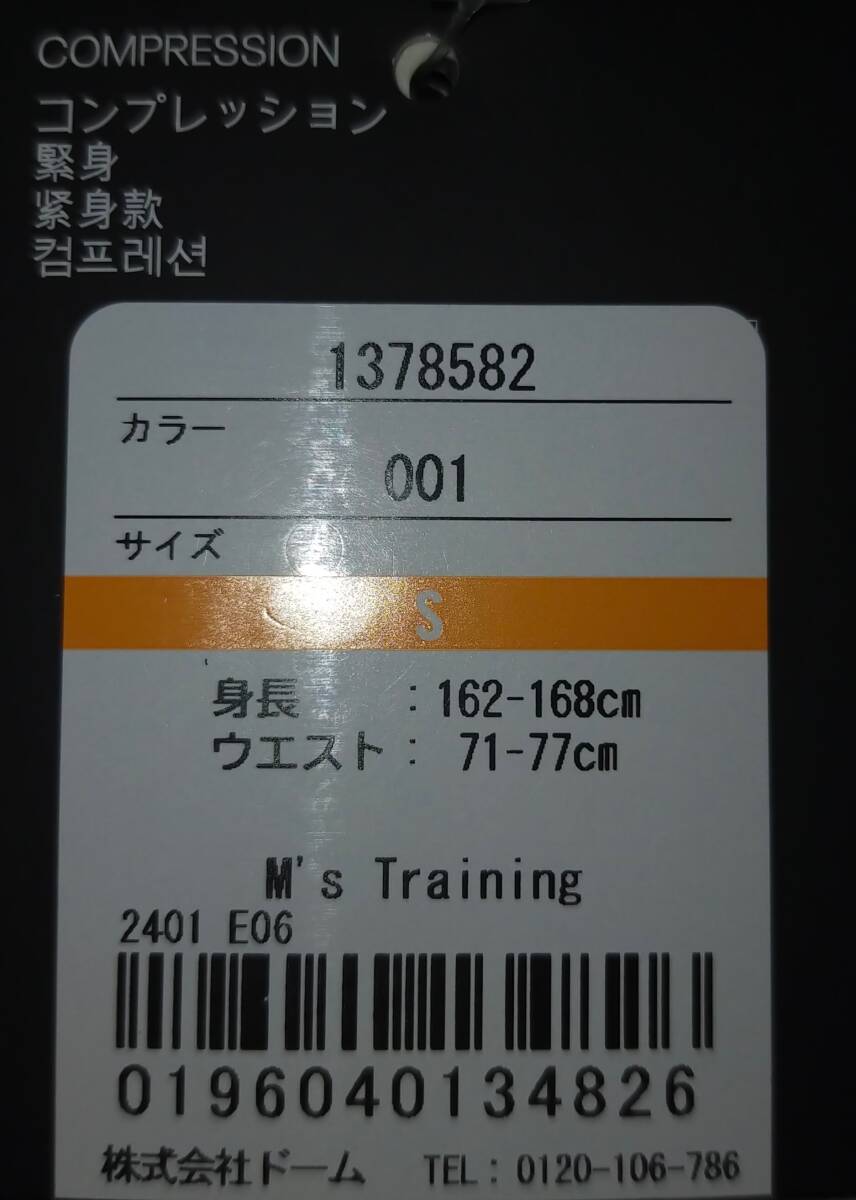 COMPRESSION
コンプレッション
緊身
紧身款
컴프레션
1378582
カラー
001
サイズ
S
身長 : 162-168cm
ウエスト : 71-77cm
M's Training
2401 E06
0196040134826
株式会社ドーム TEL: 0120-106-786